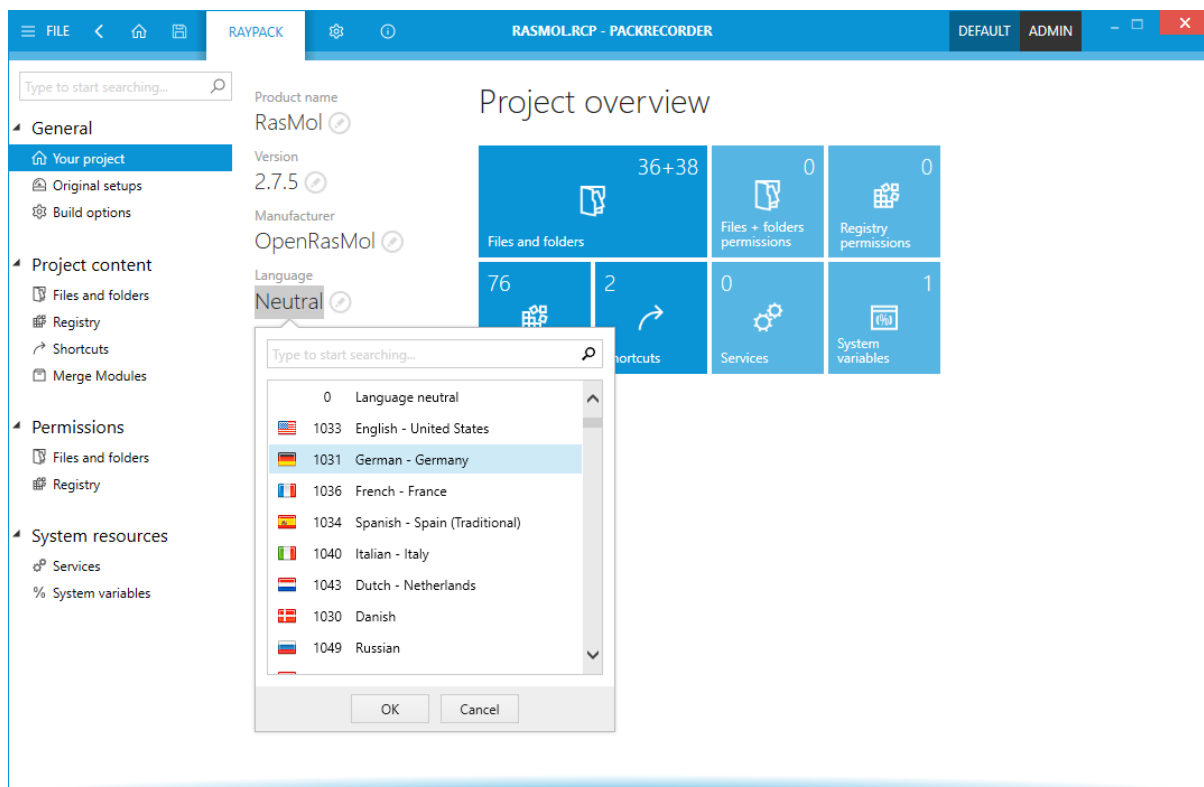 FILE
RAYPACK
RASMOL.RCP - PACKRECORDER
DEFAULT
ADMIN
Type to start searching...
General
Your project
Original setups
Build options
Project content
Files and folders
Registry
Shortcuts
Merge Modules
Permissions
Files and folders
Registry
System resources
Services
% System variables
Product name
RasMol
Version
2.7.5
Manufacturer
OpenRasMol
Language
Neutral
Type to start searching...
0 Language neutral
1033 English - United States
1031 German - Germany
1036 French - France
1034 Spanish - Spain (Traditional)
1040 Italian - Italy
1043 Dutch - Netherlands
1030 Danish
1049 Russian
OK
Cancel
Project overview
36+38
Files and folders
0
Files + folders
permissions
0
Registry
permissions
76
2
hortcuts
0
Services
1
System
variables